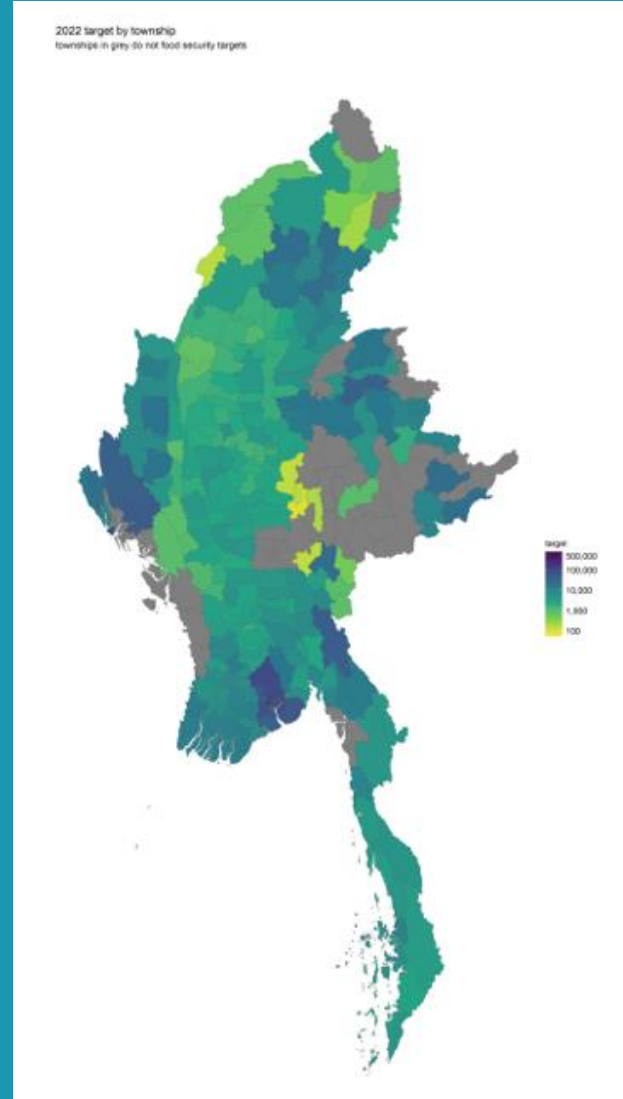 2022 target by township
townships in grey do not food security targets
target
500,000
100,000
10,000
1,000
100